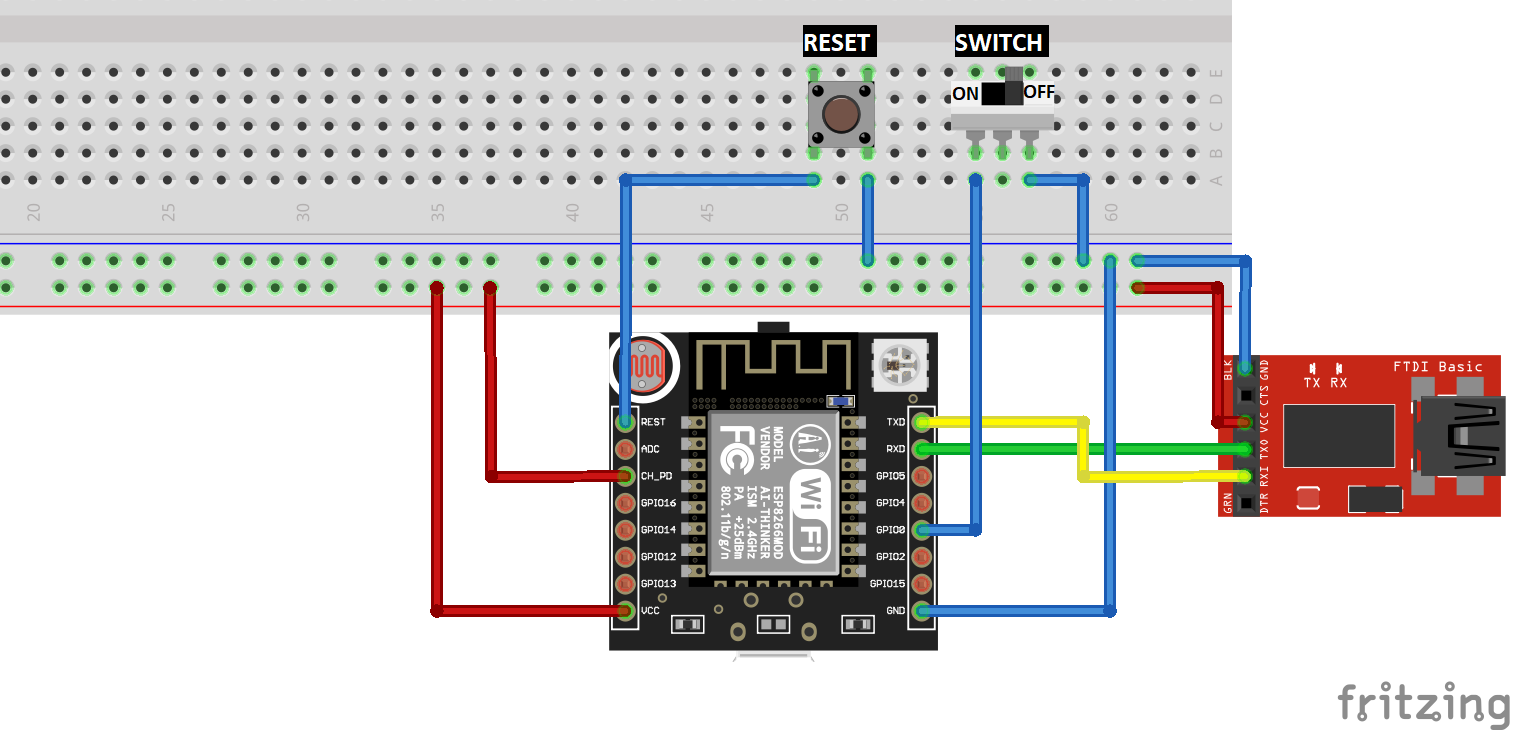 RESET
SWITCH
ON
OFF
E
D
C
B
A
20
25
30
35
40
45
50
60
REST
ADC
CH_PD
GPIO16
GPIO14
GPIO12
GPIO13
VCC
TXD
RXD
GPIO5
GPIO4
GPIO0
GPIO2
GPIO15
GND
MODEL
VENDOR
ESP8266MOD
AI-THINKER
ISM 2.4GHz
PA +25dBm
802.11b/g/n
FC
A.i
Wi Fi
BLK
GRN
GND
CTS
VCC
TXO
RXI
DTR
TX RX
FTDI Basic
fritzing